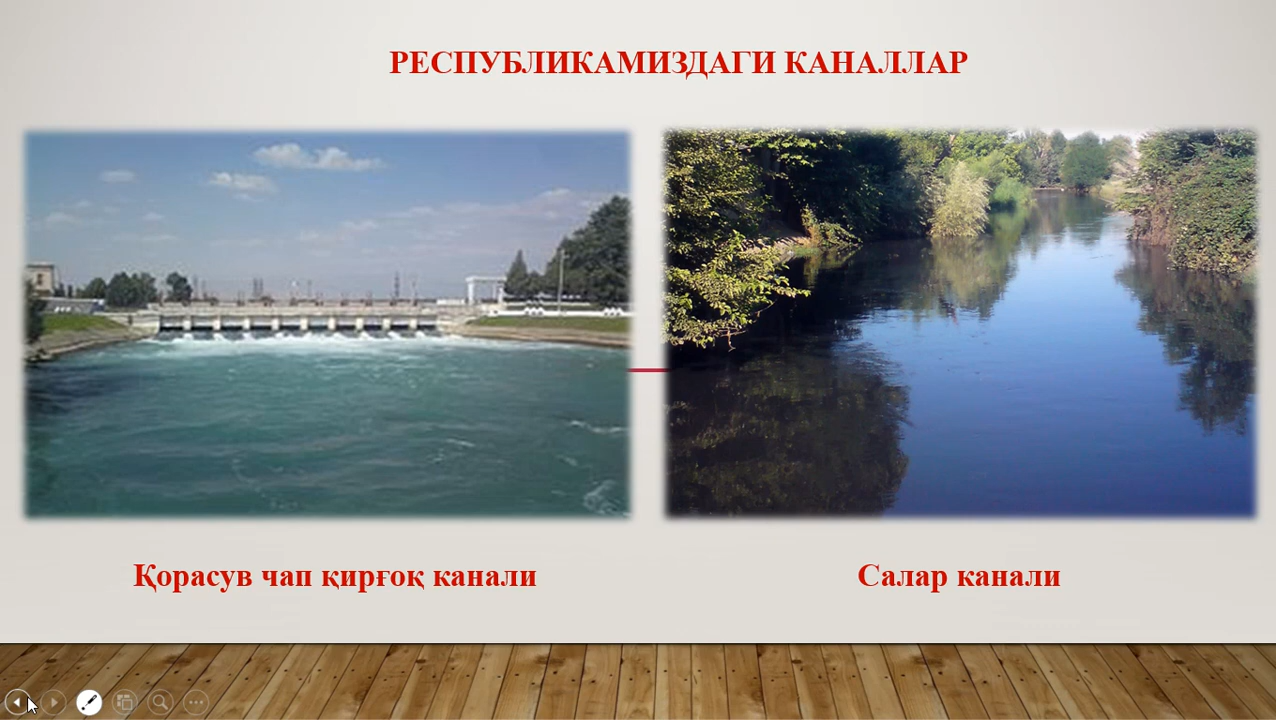 РЕСПУБЛИКАМИЗДАГИ КАНАЛЛАР
Қорасув чап қирғоқ канали
Салар канали